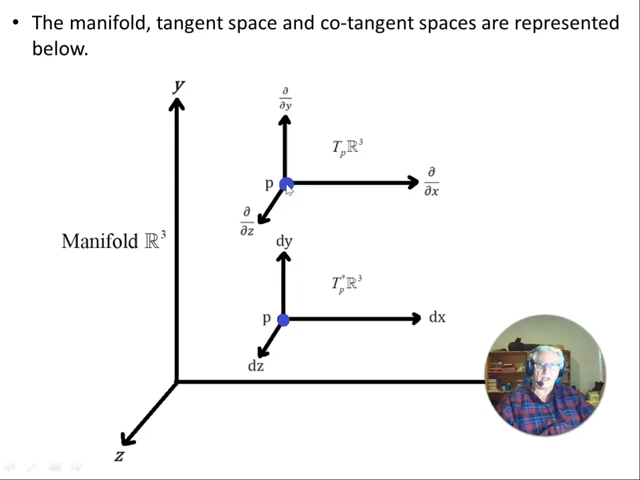 • The manifold, tangent space and co-tangent spaces are represented
below.
y
∂/∂y
Tₚℝ³
p
∂/∂x
∂/∂z
Manifold ℝ³
dy
Tₚ*ℝ³
p
dx
dz
z